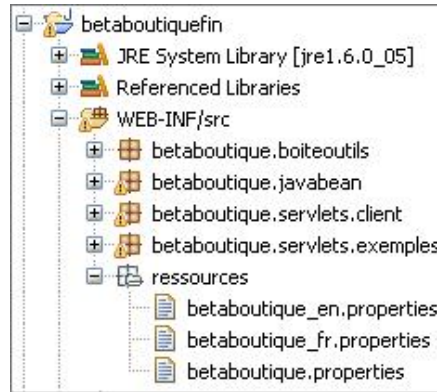 betaboutiquefin
JRE System Library [jre1.6.0_05]
Referenced Libraries
WEB-INF/src
betaboutique.boiteoutils
betaboutique.javabean
betaboutique.servlets.client
betaboutique.servlets.exemples
ressources
betaboutique_en.properties
betaboutique_fr.properties
betaboutique.properties